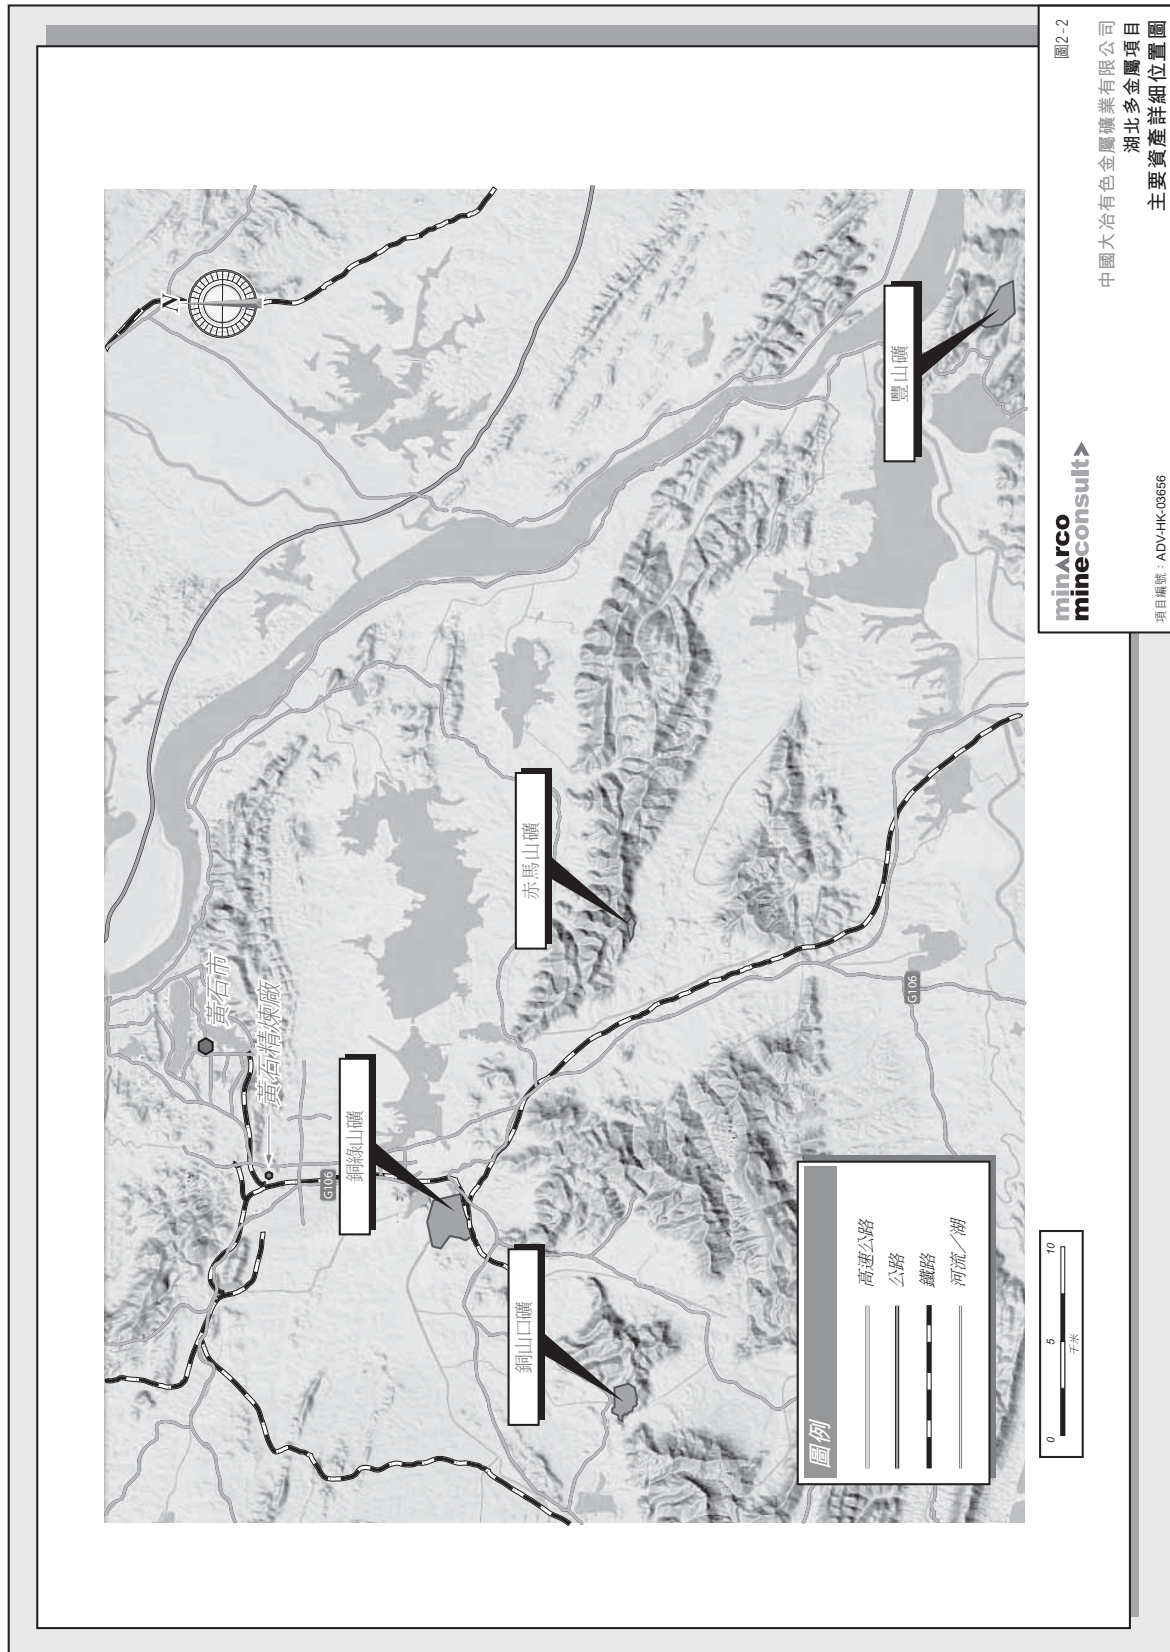 N
黃石市
黃石精煉廠
G106
銅綠山礦
銅山口礦
赤馬山礦
豐山礦
G106
圖例
高速公路
公路
鐵路
河流/湖
0 5 10
千米
minarco
mineconsult>
項目編號：ADV-HK-03656
圖2-2
中國大冶有色金屬礦業有限公司
湖北多金屬項目
主要資產詳細位置圖